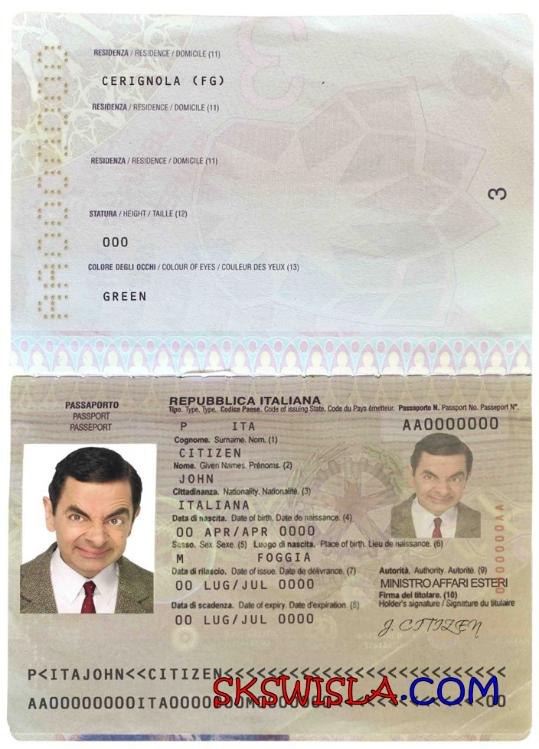 RESIDENZA / RESIDENCE / DOMICILE (11)
CERIGNOLA (FG)
RESIDENZA / RESIDENCE / DOMICILE (11)
RESIDENZA / RESIDENCE / DOMICILE (11)
3
STATURA / HEIGHT / TAILLE (12)
000
COLORE DEGLI OCCHI / COLOUR OF EYES / COULEUR DES YEUX (13)
GREEN
PASSAPORTO
PASSPORT
PASSEPORT
REPUBBLICA ITALIANA
Tipo. Type. Type. Codice Paese. Code of issuing State. Code du Pays émetteur. Passaporto N. Passport No. Passeport N°.
P ITA AA0000000
Cognome. Surname. Nom. (1)
CITIZEN
Nome. Given Names. Prénoms. (2)
JOHN
Cittadinanza. Nationality. Nationalité. (3)
ITALIANA
Data di nascita. Date of birth. Date de naissance. (4)
00 APR/APR 0000
Sesso. Sex. Sexe. (5) Luogo di nascita. Place of birth. Lieu de naissance. (6)
M FOGGIA
Data di rilascio. Date of issue. Date de délivrance. (7)
00 LUG/JUL 0000
Autorità. Authority. Autorité. (9)
MINISTRO AFFARI ESTERI
Data di scadenza. Date of expiry. Date d'expiration. (8)
00 LUG/JUL 0000
Firma del titolare. (10)
Holder's signature / Signature du titulaire
J. CITIZEN
P<ITAJOHN<<CITIZEN<<<<<<<<<<<<<<<<<<<<<<<<<<
SKSWISLA.COM